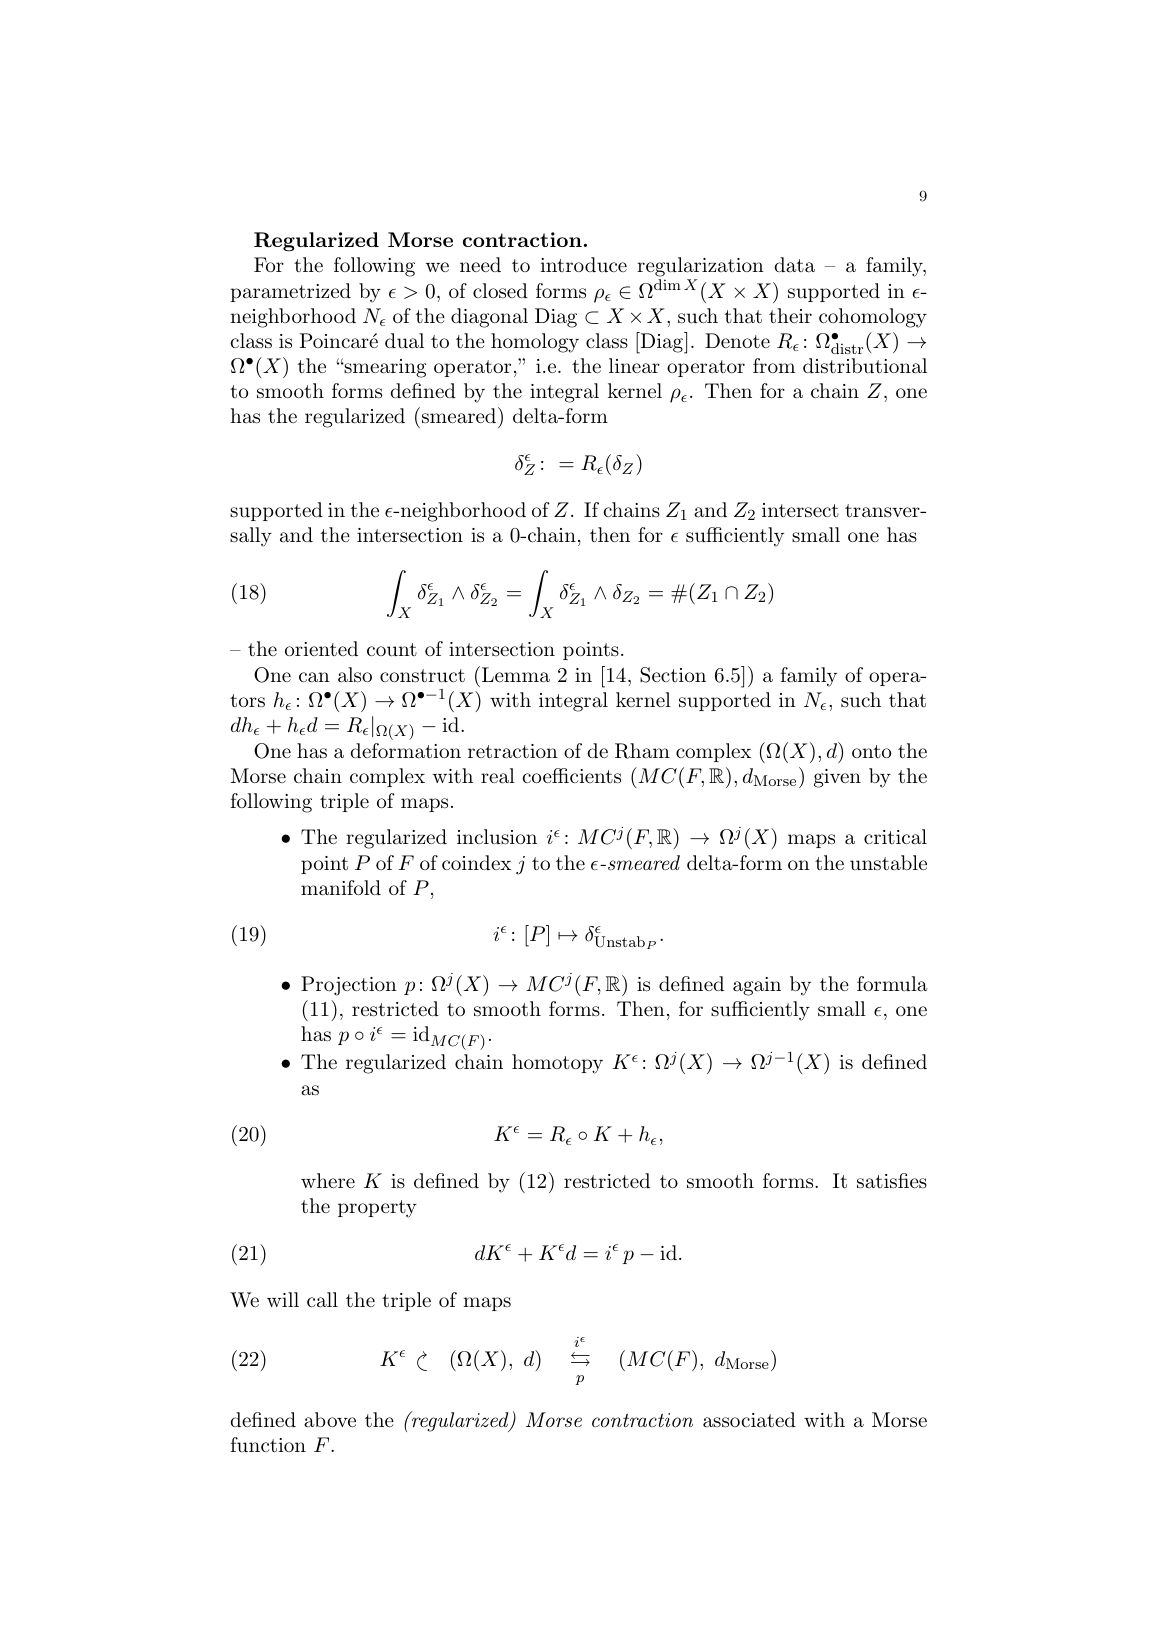 9
Regularized Morse contraction.
For the following we need to introduce regularization data – a family,
parametrized by ϵ > 0, of closed forms ρ_ϵ ∈ Ω^{dim X}(X × X) supported in ϵ-
neighborhood N_ϵ of the diagonal Diag ⊂ X × X, such that their cohomology
class is Poincaré dual to the homology class [Diag]. Denote R_ϵ : Ω^•_{distr}(X) →
Ω^•(X) the “smearing operator,” i.e. the linear operator from distributional
to smooth forms defined by the integral kernel ρ_ϵ. Then for a chain Z, one
has the regularized (smeared) delta-form
δ^ϵ_Z : = R_ϵ(δ_Z)
supported in the ϵ-neighborhood of Z. If chains Z_1 and Z_2 intersect transver-
sally and the intersection is a 0-chain, then for ϵ sufficiently small one has
(18) ∫_X δ^ϵ_{Z_1} ∧ δ^ϵ_{Z_2} = ∫_X δ^ϵ_{Z_1} ∧ δ_{Z_2} = #(Z_1 ∩ Z_2)
– the oriented count of intersection points.
One can also construct (Lemma 2 in [14, Section 6.5]) a family of opera-
tors h_ϵ : Ω^•(X) → Ω^{•−1}(X) with integral kernel supported in N_ϵ, such that
dh_ϵ + h_ϵd = R_ϵ|_{Ω(X)} − id.
One has a deformation retraction of de Rham complex (Ω(X), d) onto the
Morse chain complex with real coefficients (MC(F, ℝ), d_{Morse}) given by the
following triple of maps.
• The regularized inclusion i^ϵ : MC^j(F, ℝ) → Ω^j(X) maps a critical
point P of F of coindex j to the ϵ-smeared delta-form on the unstable
manifold of P,
(19) i^ϵ : [P] ↦ δ^ϵ_{Unstab_P}.
• Projection p : Ω^j(X) → MC^j(F, ℝ) is defined again by the formula
(11), restricted to smooth forms. Then, for sufficiently small ϵ, one
has p ∘ i^ϵ = id_{MC(F)}.
• The regularized chain homotopy K^ϵ : Ω^j(X) → Ω^{j−1}(X) is defined
as
(20) K^ϵ = R_ϵ ∘ K + h_ϵ,
where K is defined by (12) restricted to smooth forms. It satisfies
the property
(21) dK^ϵ + K^ϵd = i^ϵ p − id.
We will call the triple of maps
(22) K^ϵ ⤹ (Ω(X), d) \underset{p}{\overset{i^ϵ}{⇆}} (MC(F), d_{Morse})
defined above the (regularized) Morse contraction associated with a Morse
function F.